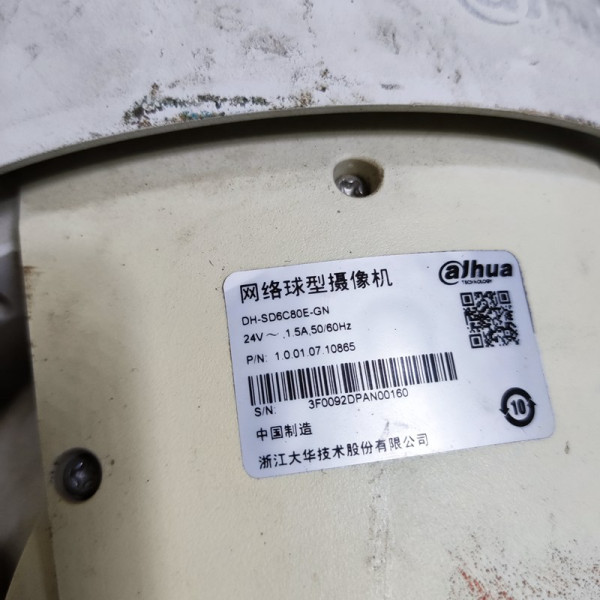 网络球型摄像机
alhua
TECHNOLOGY
DH-SD6C80E-GN
24V ～ ,1.5A,50/60Hz
P/N: 1.0.01.07.10865
S/N: 3F0092DPAN00160
10
中国制造
浙江大华技术股份有限公司